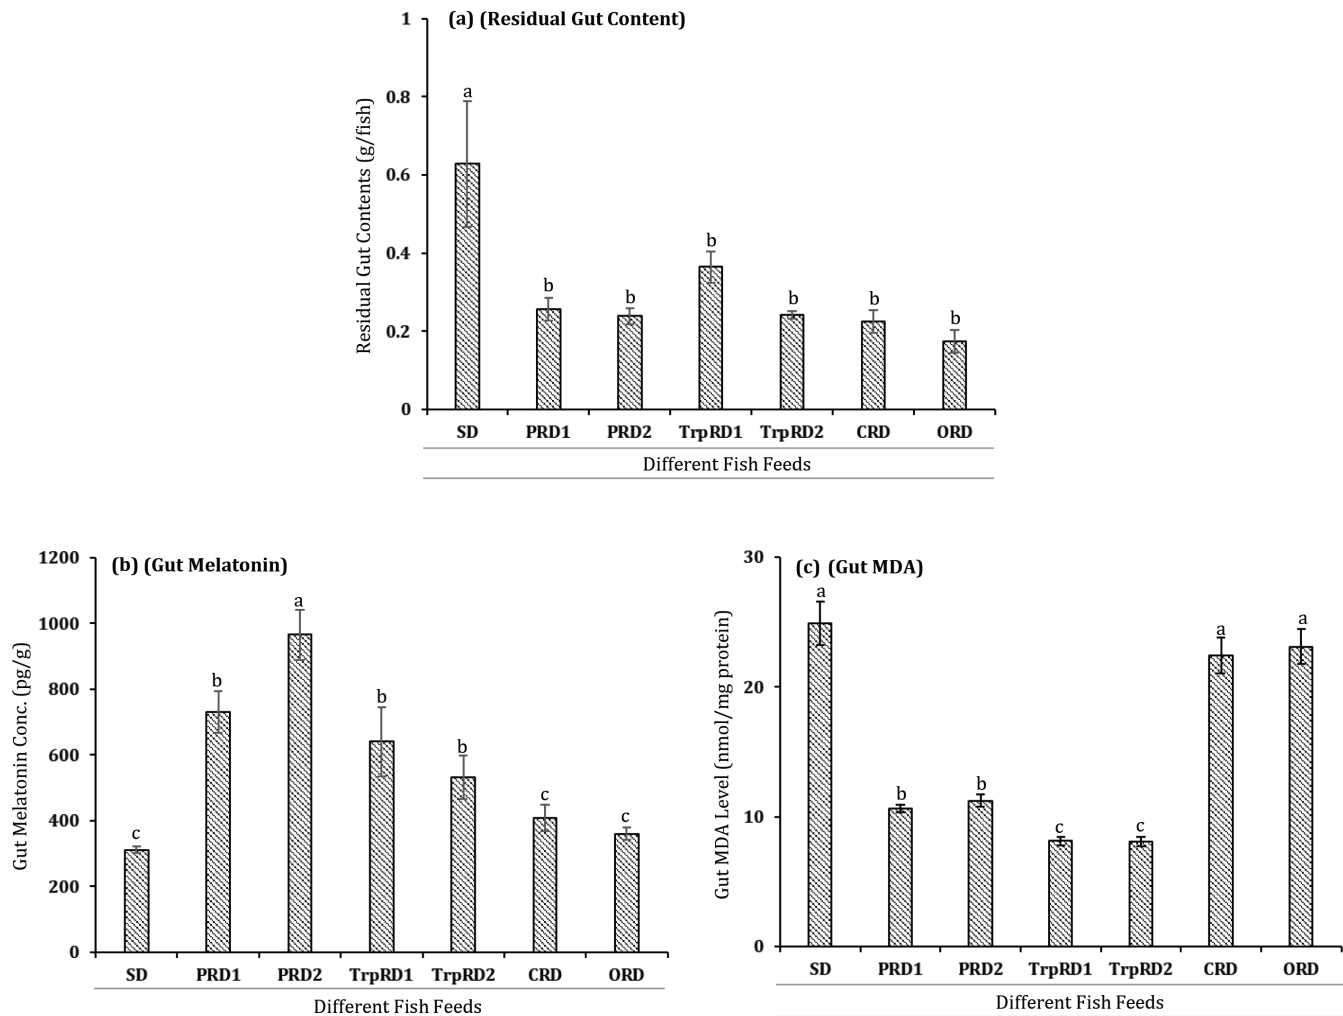 (a) (Residual Gut Content)
Residual Gut Contents (g/fish)
1
0.8
0.6
0.4
0.2
0
a
b
b
b
b
b
b
SD PRD1 PRD2 TrpRD1 TrpRD2 CRD ORD
Different Fish Feeds
(b) (Gut Melatonin)
Gut Melatonin Conc. (pg/g)
1200
1000
800
600
400
200
0
c
b
a
b
b
c
c
SD PRD1 PRD2 TrpRD1 TrpRD2 CRD ORD
Different Fish Feeds
(c) (Gut MDA)
Gut MDA Level (nmol/mg protein)
30
20
10
0
a
b
b
c
c
a
a
SD PRD1 PRD2 TrpRD1 TrpRD2 CRD ORD
Different Fish Feeds